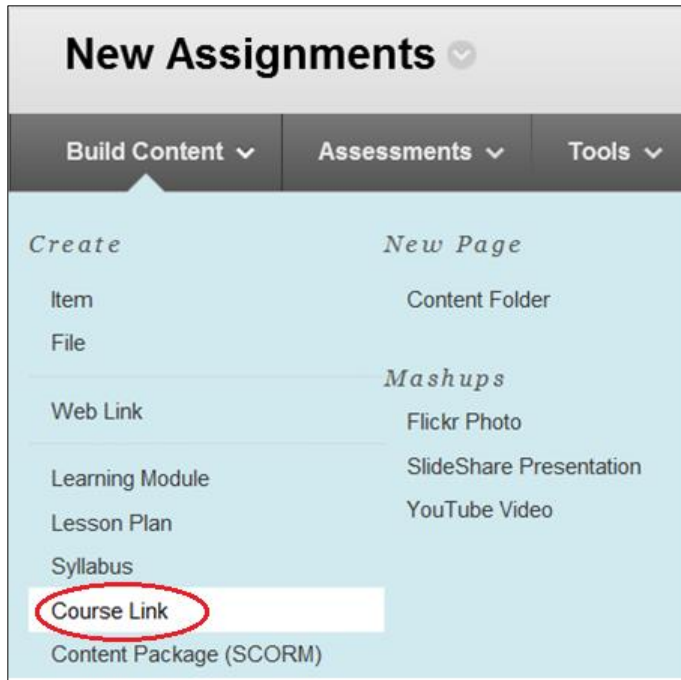 New Assignments
Build Content
Assessments
Tools
Create
Item
File
Web Link
Learning Module
Lesson Plan
Syllabus
Course Link
Content Package (SCORM)
New Page
Content Folder
Mashups
Flickr Photo
SlideShare Presentation
YouTube Video